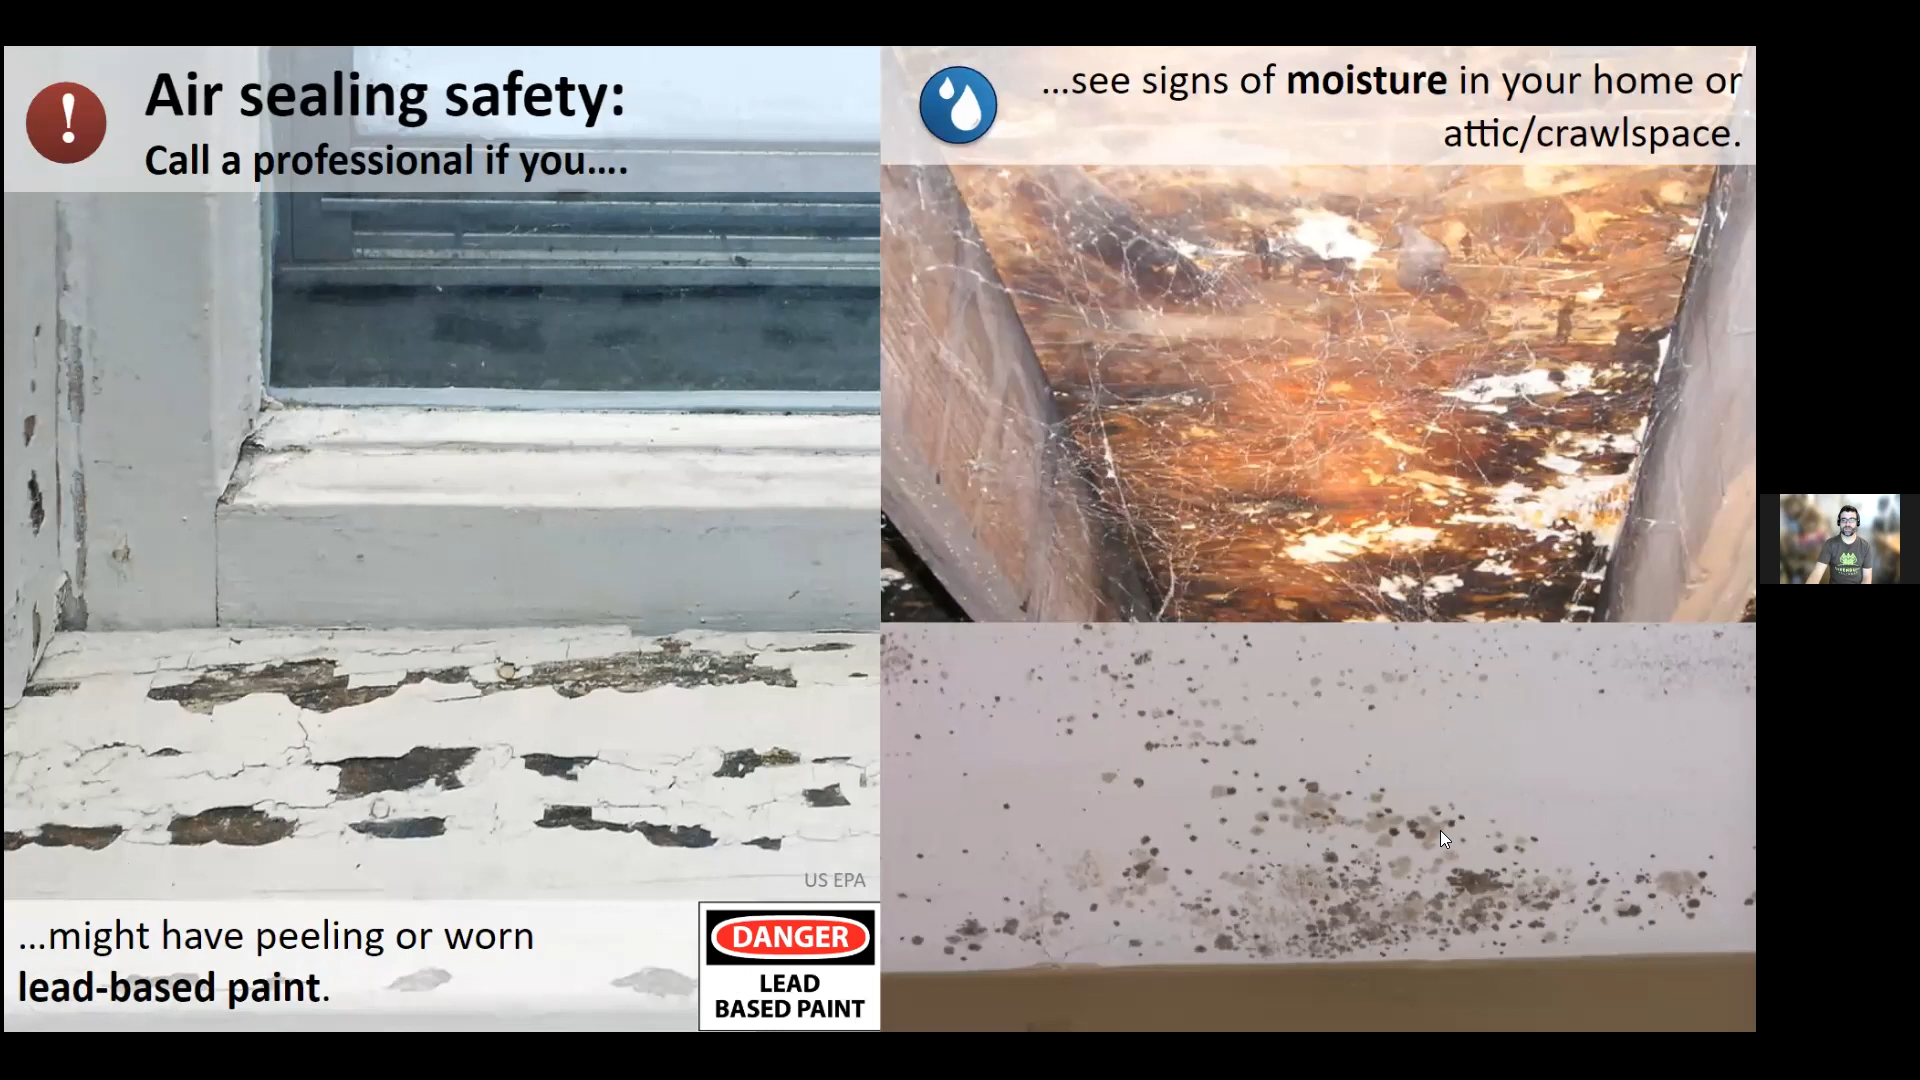 Air sealing safety:
Call a professional if you....
...see signs of moisture in your home or
attic/crawlspace.
US EPA
...might have peeling or worn
lead-based paint.
DANGER
LEAD
BASED PAINT